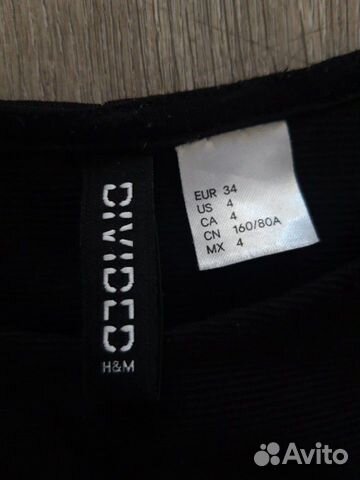 DIVIDED
H&M
EUR 34
US 4
CA 4
CN 160/80A
MX 4
Avito